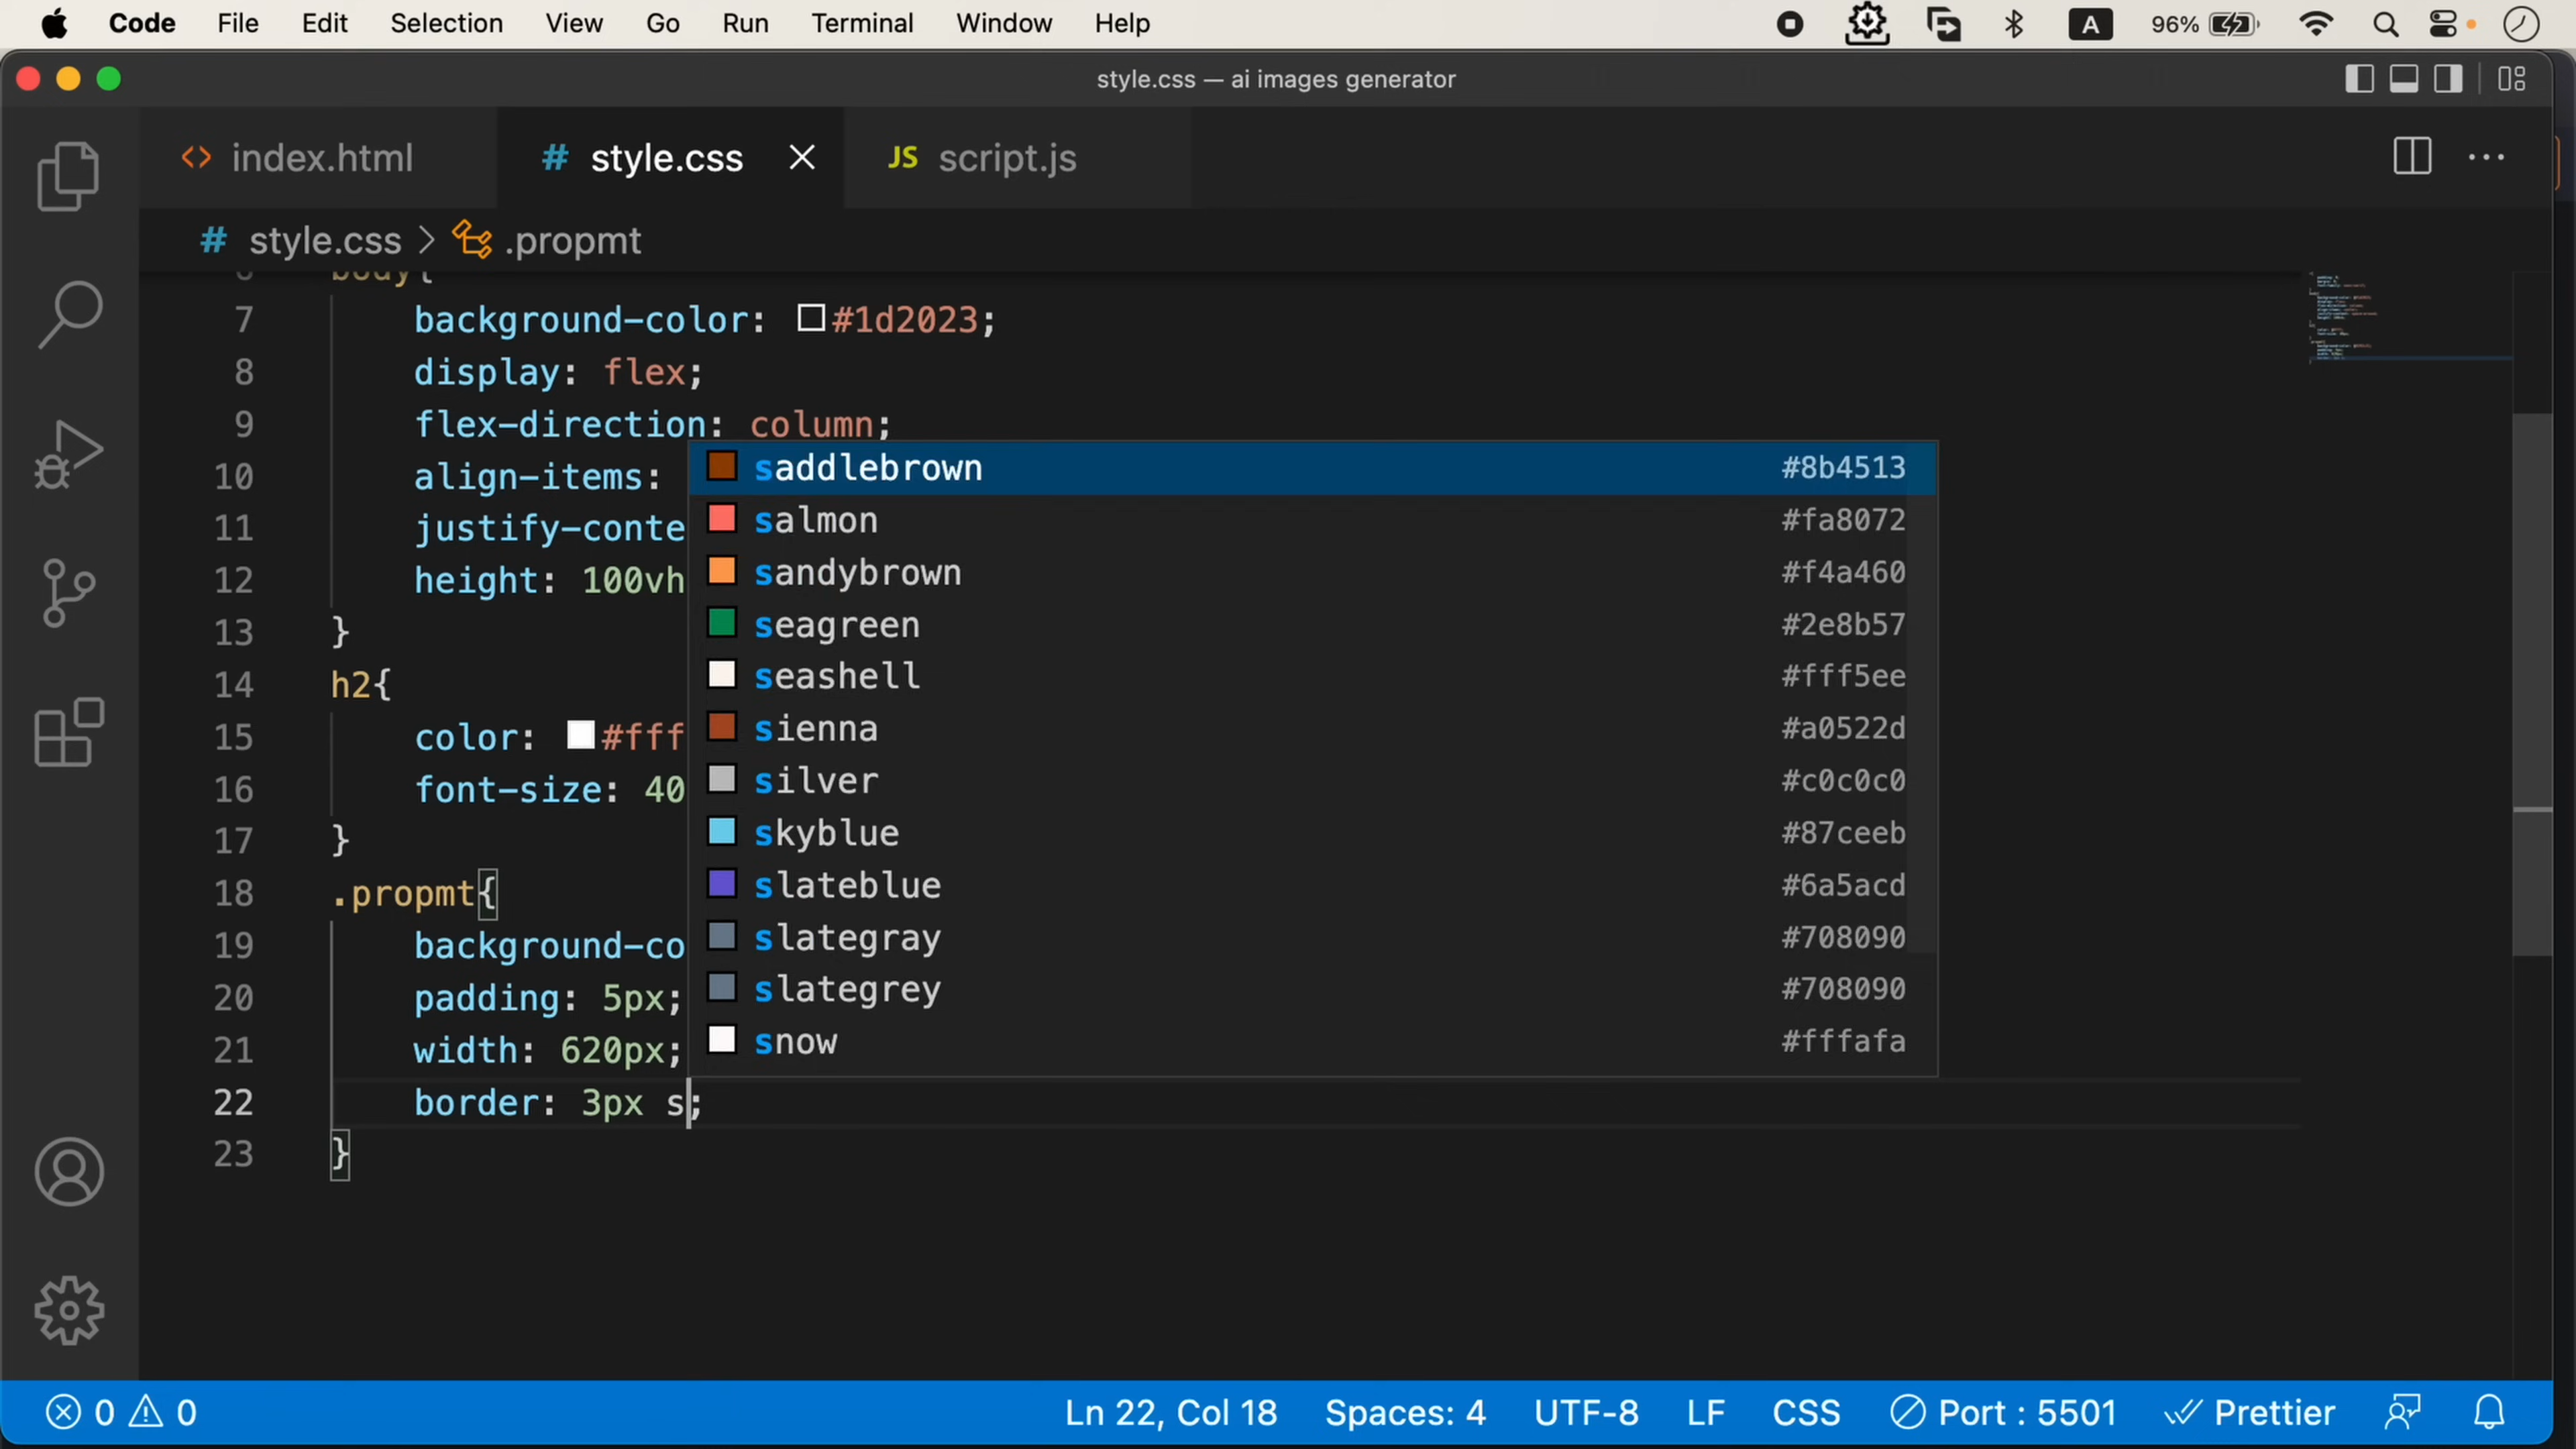 Code File Edit Selection View Go Run Terminal Window Help A 96%
style.css — ai images generator
<> index.html # style.css JS script.js
# style.css > .propmt
body{
7 background-color: #1d2023;
8 display: flex;
9 flex-direction: column;
10 align-items:
11 justify-conte
12 height: 100vh
13 }
14 h2{
15 color: #fff
16 font-size: 40
17 }
18 .propmt{
19 background-co
20 padding: 5px;
21 width: 620px;
22 border: 3px s;
23 }
saddlebrown #8b4513
salmon #fa8072
sandybrown #f4a460
seagreen #2e8b57
seashell #fff5ee
sienna #a0522d
silver #c0c0c0
skyblue #87ceeb
slateblue #6a5acd
slategray #708090
slategrey #708090
snow #fffafa
0 0 Ln 22, Col 18 Spaces: 4 UTF-8 LF CSS Port : 5501 Prettier